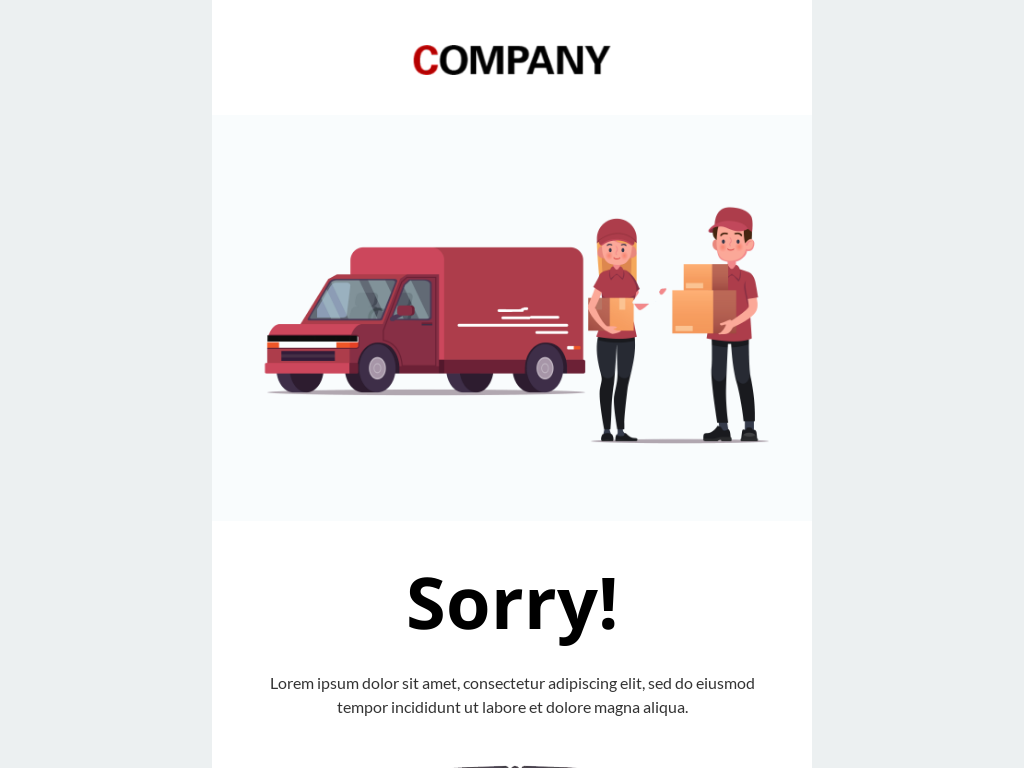 COMPANY
Sorry!
Lorem ipsum dolor sit amet, consectetur adipiscing elit, sed do eiusmod
tempor incididunt ut labore et dolore magna aliqua.